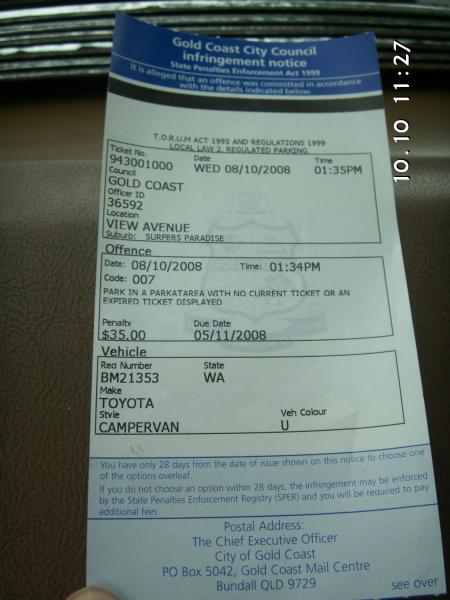 Gold Coast City Council
infringement notice
State Penalties Enforcement Act 1999
It is alleged that an offence was committed in accordance
with the details indicated below.
10.10 11:27
T.O.R.U.M ACT 1995 AND REGULATIONS 1999
LOCAL LAW 2. REGULATED PARKING.
Ticket No. Date Time
943001000 WED 08/10/2008 01:35PM
Council
GOLD COAST
Officer ID
36592
Location
VIEW AVENUE
Suburb: SURFERS PARADISE
Offence
Date: 08/10/2008 Time: 01:34PM
Code: 007
PARK IN A PARKATAREA WITH NO CURRENT TICKET OR AN
EXPIRED TICKET DISPLAYED
Penalty Due Date
$35.00 05/11/2008
Vehicle
Reg Number State
BM21353 WA
Make
TOYOTA
Style Veh Colour
CAMPERVAN U
You have only 28 days from the date of issue shown on this notice to choose one
of the options overleaf.
If you do not choose an option within 28 days, the infringement may be enforced
by the State Penalties Enforcement Registry (SPER) and you will be required to pay
additional fees.
Postal Address:
The Chief Executive Officer
City of Gold Coast
PO Box 5042, Gold Coast Mail Centre
Bundall QLD 9729
see over